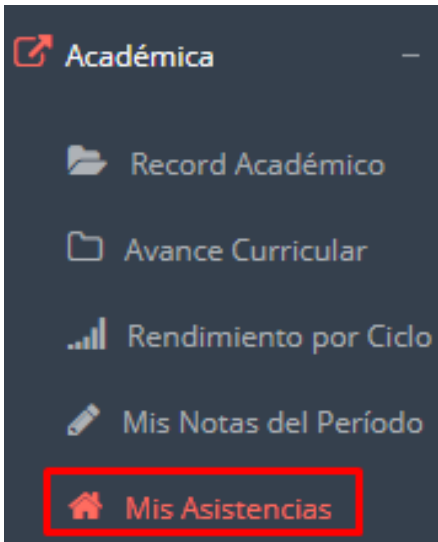 Académica
Record Académico
Avance Curricular
Rendimiento por Ciclo
Mis Notas del Período
Mis Asistencias